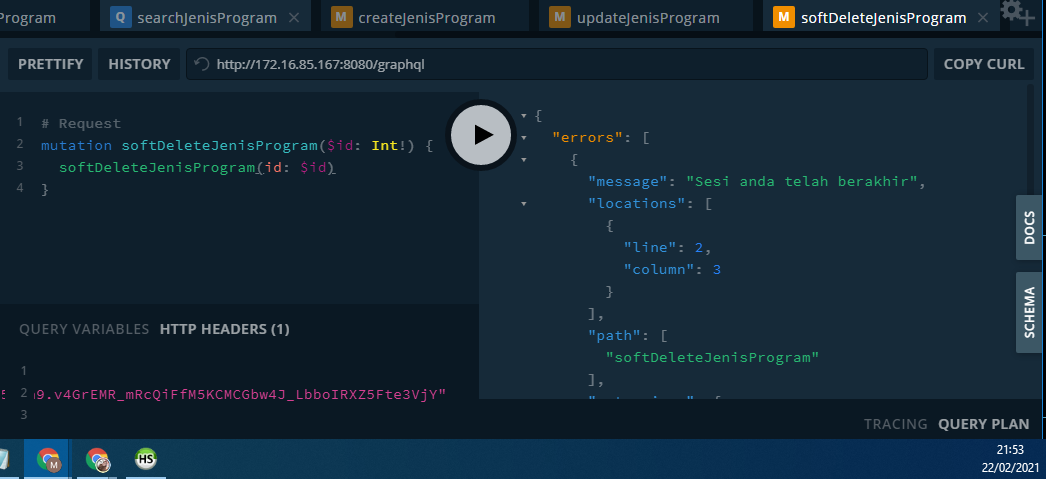 Program
Q searchJenisProgram ×
M createJenisProgram
M updateJenisProgram
M softDeleteJenisProgram ×
PRETTIFY
HISTORY
http://172.16.85.167:8080/graphql
COPY CURL
1 # Request
2 mutation softDeleteJenisProgram($id: Int!) {
3 softDeleteJenisProgram(id: $id)
4 }
{
"errors": [
{
"message": "Sesi anda telah berakhir",
"locations": [
{
"line": 2,
"column": 3
}
],
"path": [
"softDeleteJenisProgram"
],
DOCS
SCHEMA
QUERY VARIABLES HTTP HEADERS (1)
1
2 9.v4GrEMR_mRcQiFfM5KCMCGbw4J_LbboIRXZ5Fte3VjY"
3
TRACING QUERY PLAN
M
HS
21:53
22/02/2021